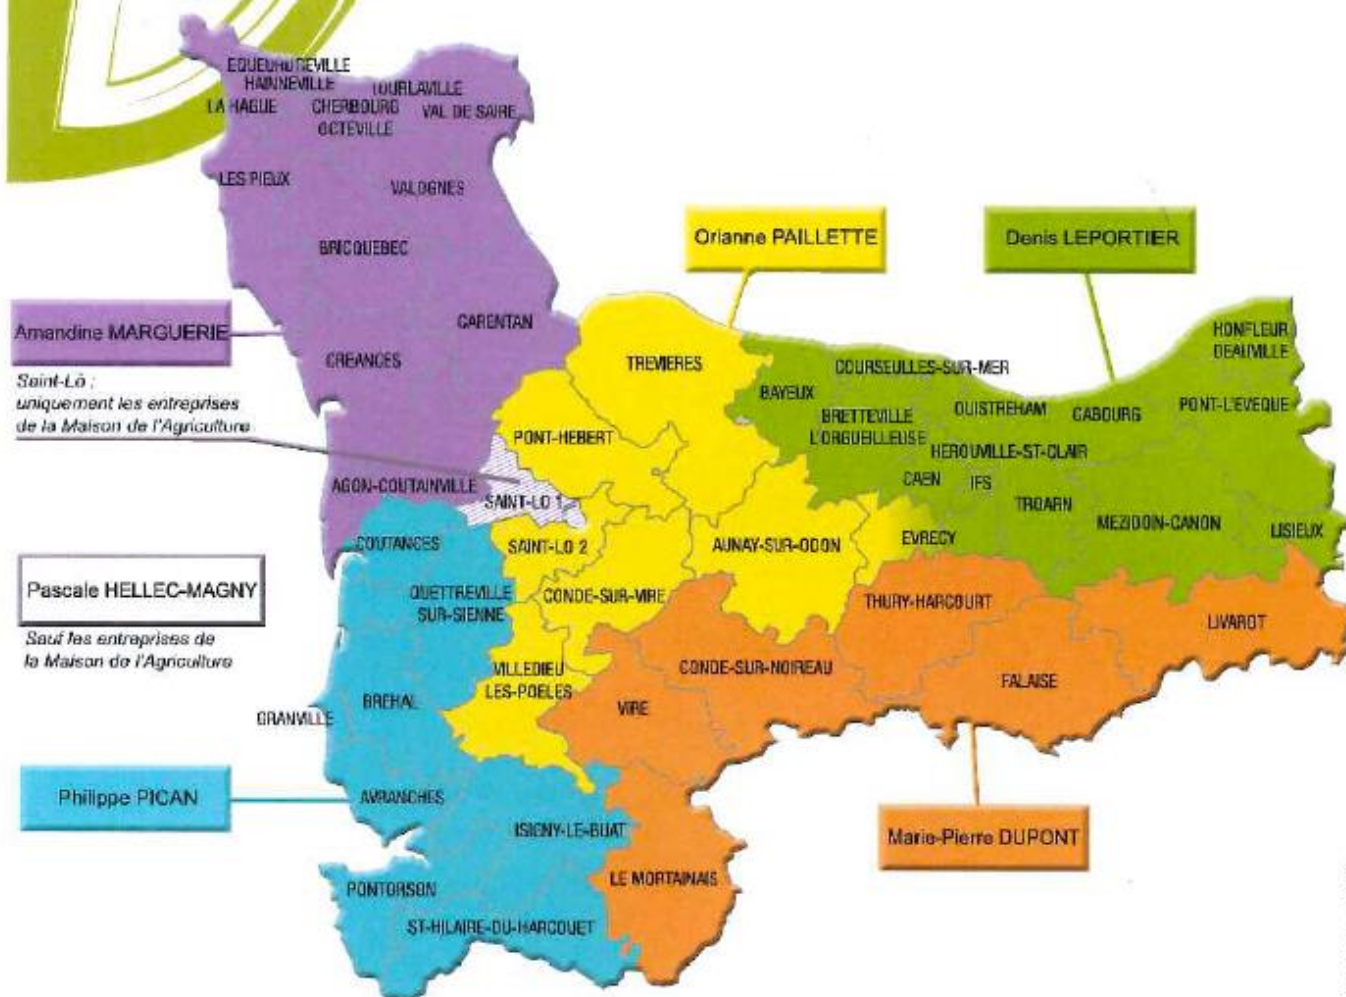 EQUEURDREVILLE
HAINNEVILLE
TOURLAVILLE
LA HAGUE
CHERBOURG
OCTEVILLE
VAL DE SAIRE
LES PIEUX
VALOGNES
BRICQUEBEC
Orianne PAILLETTE
Denis LEPORTIER
Amandine MARGUERIE
CARENTAN
CREANCES
TREVIERES
HONFLEUR
DEAUVILLE
Saint-Lô :
uniquement les entreprises
de la Maison de l'Agriculture
COURSEULLES-SUR-MER
BAYEUX
BRETTEVILLE
L'ORGUEILLEUSE
OUISTREHAM
CABOURG
PONT-L'EVEQUE
PONT-HEBERT
HEROUVILLE-ST-CLAIR
AGON-COUTAINVILLE
SAINT-LO 1
CAEN
IFS
TROARN
MEZIDON-CANON
LISIEUX
COUTANCES
SAINT-LO 2
AUNAY-SUR-ODON
EVRECY
Pascale HELLEC-MAGNY
Sauf les entreprises de
la Maison de l'Agriculture
QUETTREVILLE
SUR-SIENNE
CONDE-SUR-VIRE
THURY-HARCOURT
LIVAROT
VILLEDIEU
LES-POELES
CONDE-SUR-NOIREAU
FALAISE
BREHAL
GRANVILLE
VIRE
Philippe PICAN
AVRANCHES
ISIGNY-LE-BUAT
Marie-Pierre DUPONT
PONTORSON
LE MORTAINAIS
ST-HILAIRE-DU-HARCOUET